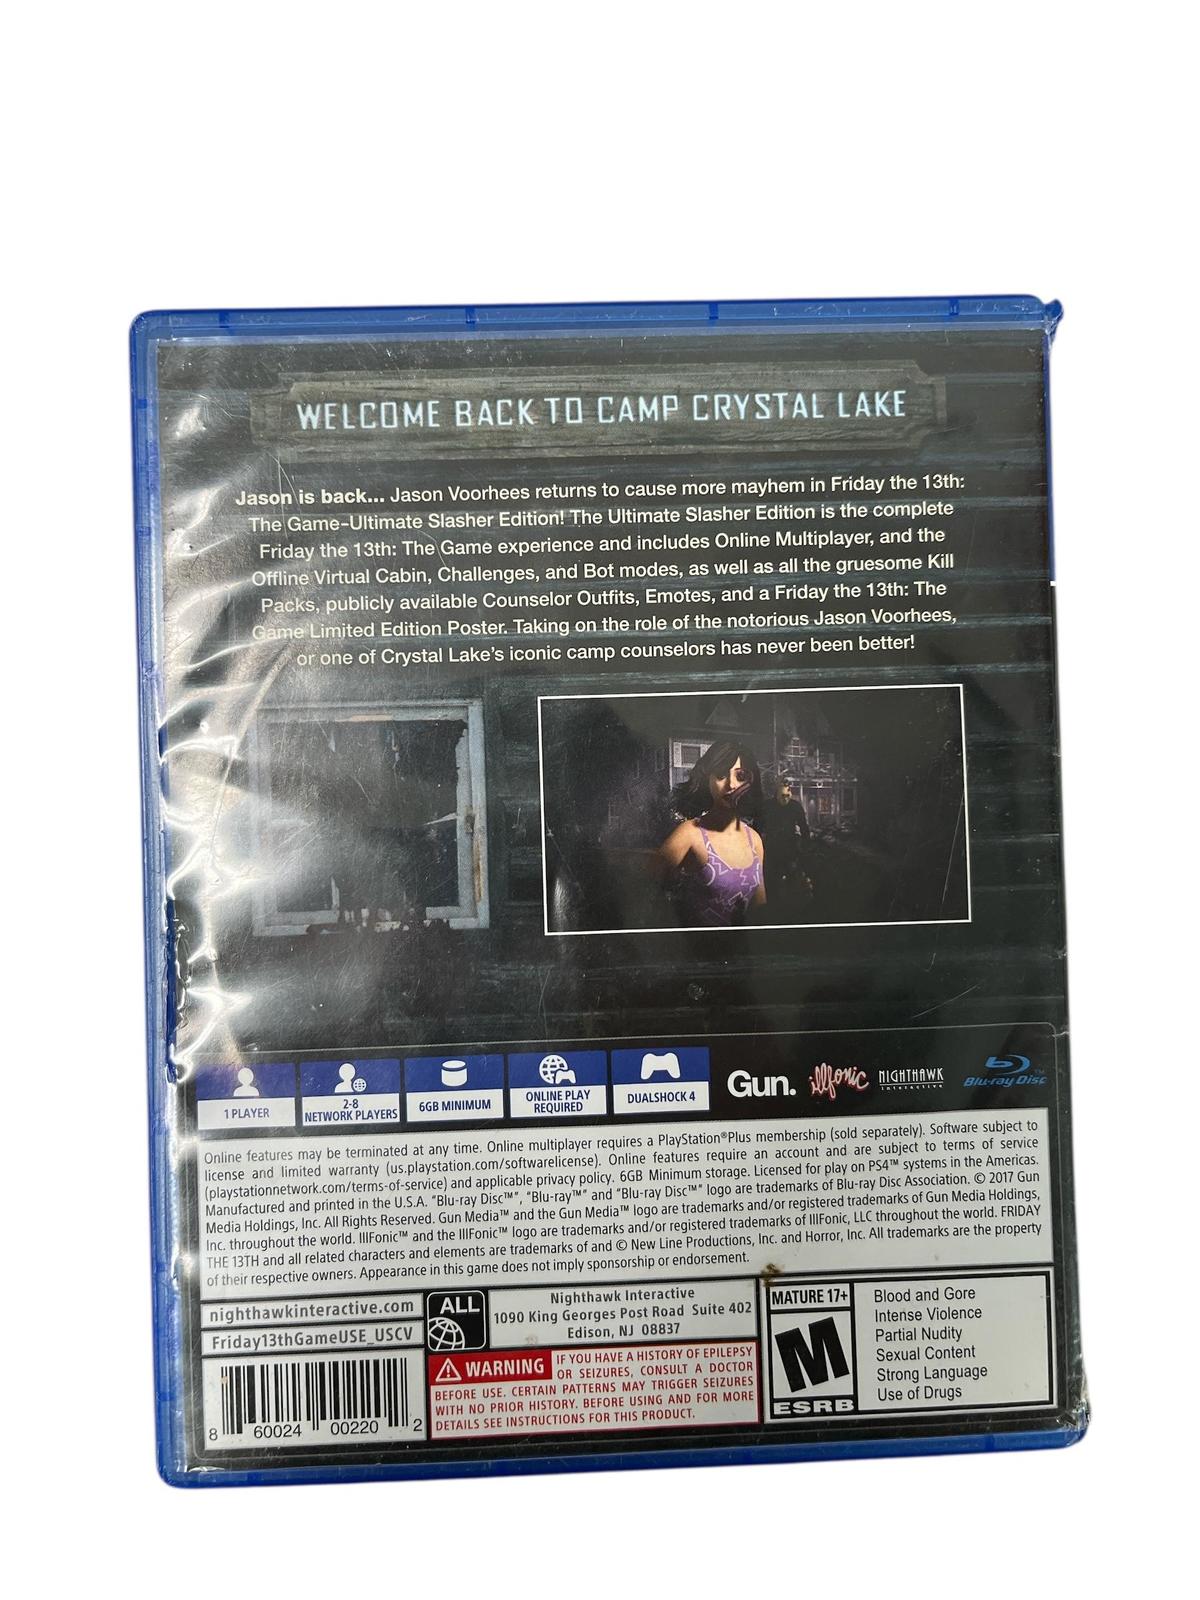 WELCOME BACK TO CAMP CRYSTAL LAKE
Jason is back... Jason Voorhees returns to cause more mayhem in Friday the 13th:
The Game-Ultimate Slasher Edition! The Ultimate Slasher Edition is the complete
Friday the 13th: The Game experience and includes Online Multiplayer, and the
Offline Virtual Cabin, Challenges, and Bot modes, as well as all the gruesome Kill
Packs, publicly available Counselor Outfits, Emotes, and a Friday the 13th: The
Game Limited Edition Poster. Taking on the role of the notorious Jason Voorhees,
or one of Crystal Lake's iconic camp counselors has never been better!
1 PLAYER
2-8
NETWORK PLAYERS
6GB MINIMUM
ONLINE PLAY
REQUIRED
DUALSHOCK 4
Gun.
illfonic
NIGHTHAWK
interactive
Blu-ray Disc™
Online features may be terminated at any time. Online multiplayer requires a PlayStation®Plus membership (sold separately). Software subject to
license and limited warranty (us.playstation.com/softwarelicense). Online features require an account and are subject to terms of service
(playstationnetwork.com/terms-of-service) and applicable privacy policy. 6GB Minimum storage. Licensed for play on PS4™ systems in the Americas.
Manufactured and printed in the U.S.A. "Blu-ray Disc™", "Blu-ray™" and "Blu-ray Disc™" logo are trademarks of Blu-ray Disc Association. © 2017 Gun
Media Holdings, Inc. All Rights Reserved. Gun Media™ and the Gun Media™ logo are trademarks and/or registered trademarks of Gun Media Holdings,
Inc. throughout the world. IllFonic™ and the IllFonic™ logo are trademarks and/or registered trademarks of IllFonic, LLC throughout the world. FRIDAY
THE 13TH and all related characters and elements are trademarks of and © New Line Productions, Inc. and Horror, Inc. All trademarks are the property
of their respective owners. Appearance in this game does not imply sponsorship or endorsement.
nighthawkinteractive.com
Friday13thGameUSE_USCV
8 60024 00220 2
ALL
Nighthawk Interactive
1090 King Georges Post Road Suite 402
Edison, NJ 08837
WARNING
IF YOU HAVE A HISTORY OF EPILEPSY
OR SEIZURES, CONSULT A DOCTOR
BEFORE USE. CERTAIN PATTERNS MAY TRIGGER SEIZURES
WITH NO PRIOR HISTORY. BEFORE USING AND FOR MORE
DETAILS SEE INSTRUCTIONS FOR THIS PRODUCT.
MATURE 17+
M
ESRB
Blood and Gore
Intense Violence
Partial Nudity
Sexual Content
Strong Language
Use of Drugs